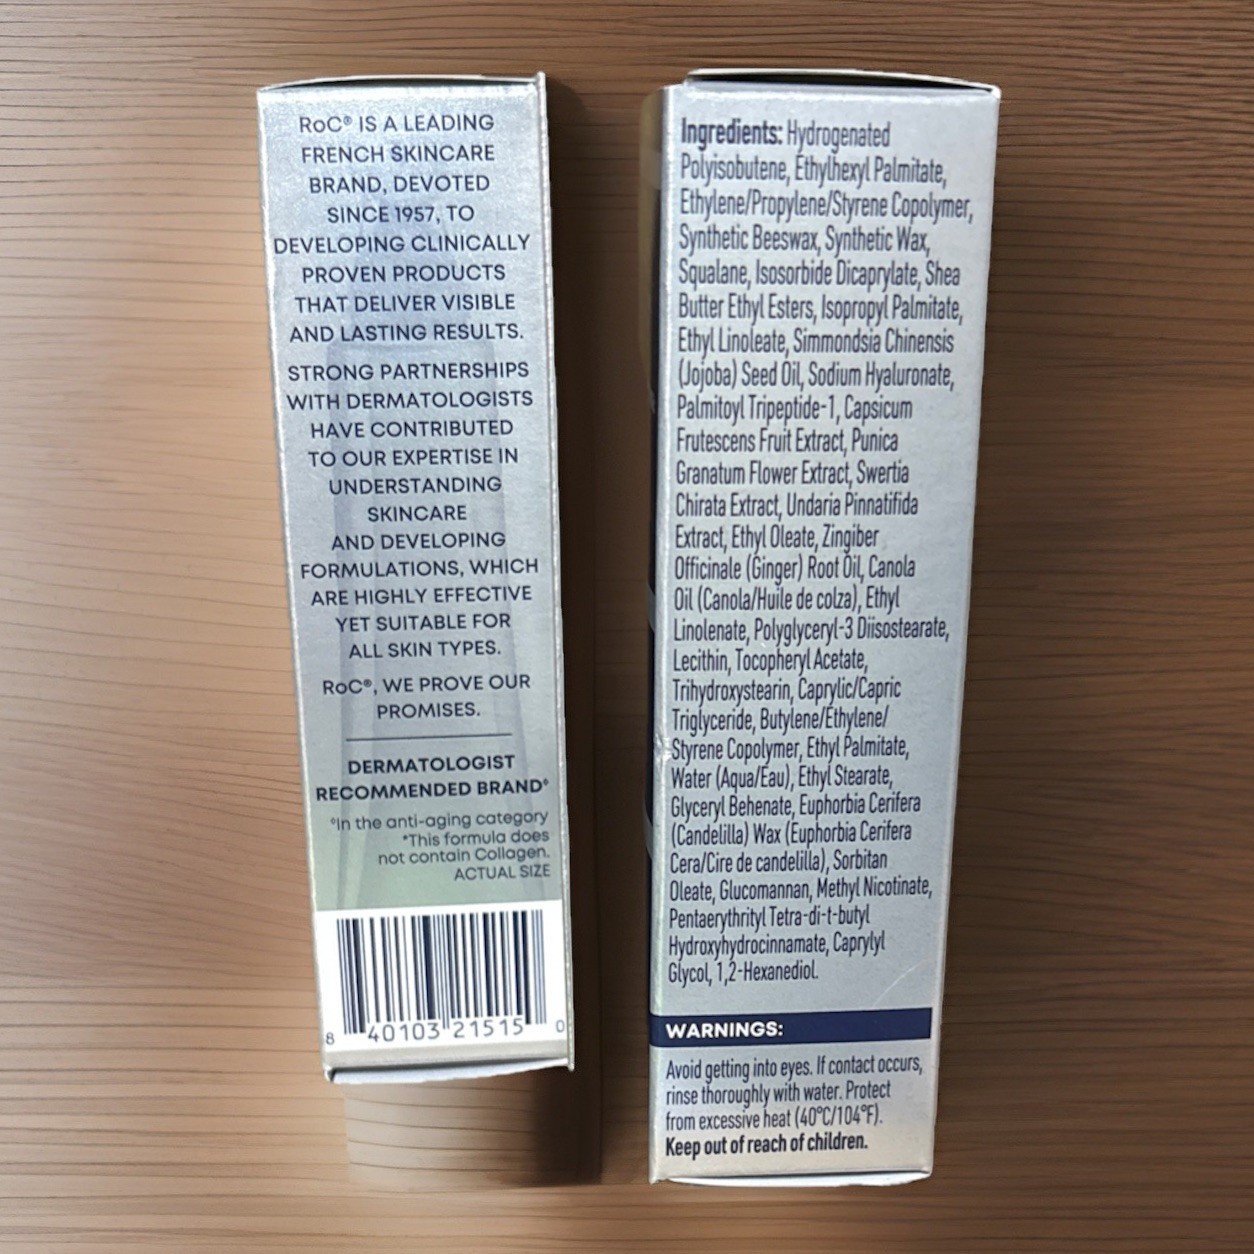 RoC® IS A LEADING
FRENCH SKINCARE
BRAND, DEVOTED
SINCE 1957, TO
DEVELOPING CLINICALLY
PROVEN PRODUCTS
THAT DELIVER VISIBLE
AND LASTING RESULTS.
STRONG PARTNERSHIPS
WITH DERMATOLOGISTS
HAVE CONTRIBUTED
TO OUR EXPERTISE IN
UNDERSTANDING
SKINCARE
AND DEVELOPING
FORMULATIONS, WHICH
ARE HIGHLY EFFECTIVE
YET SUITABLE FOR
ALL SKIN TYPES.
RoC®, WE PROVE OUR
PROMISES.
DERMATOLOGIST
RECOMMENDED BRAND°
°In the anti-aging category
*This formula does
not contain Collagen.
ACTUAL SIZE
8 40103 21515 0
Ingredients: Hydrogenated
Polyisobutene, Ethylhexyl Palmitate,
Ethylene/Propylene/Styrene Copolymer,
Synthetic Beeswax, Synthetic Wax,
Squalane, Isosorbide Dicaprylate, Shea
Butter Ethyl Esters, Isopropyl Palmitate,
Ethyl Linoleate, Simmondsia Chinensis
(Jojoba) Seed Oil, Sodium Hyaluronate,
Palmitoyl Tripeptide-1, Capsicum
Frutescens Fruit Extract, Punica
Granatum Flower Extract, Swertia
Chirata Extract, Undaria Pinnatifida
Extract, Ethyl Oleate, Zingiber
Officinale (Ginger) Root Oil, Canola
Oil (Canola/Huile de colza), Ethyl
Linolenate, Polyglyceryl-3 Diisostearate,
Lecithin, Tocopheryl Acetate,
Trihydroxystearin, Caprylic/Capric
Triglyceride, Butylene/Ethylene/
Styrene Copolymer, Ethyl Palmitate,
Water (Aqua/Eau), Ethyl Stearate,
Glyceryl Behenate, Euphorbia Cerifera
(Candelilla) Wax (Euphorbia Cerifera
Cera/Cire de candelilla), Sorbitan
Oleate, Glucomannan, Methyl Nicotinate,
Pentaerythrityl Tetra-di-t-butyl
Hydroxyhydrocinnamate, Caprylyl
Glycol, 1,2-Hexanediol.
WARNINGS:
Avoid getting into eyes. If contact occurs,
rinse thoroughly with water. Protect
from excessive heat (40°C/104°F).
Keep out of reach of children.